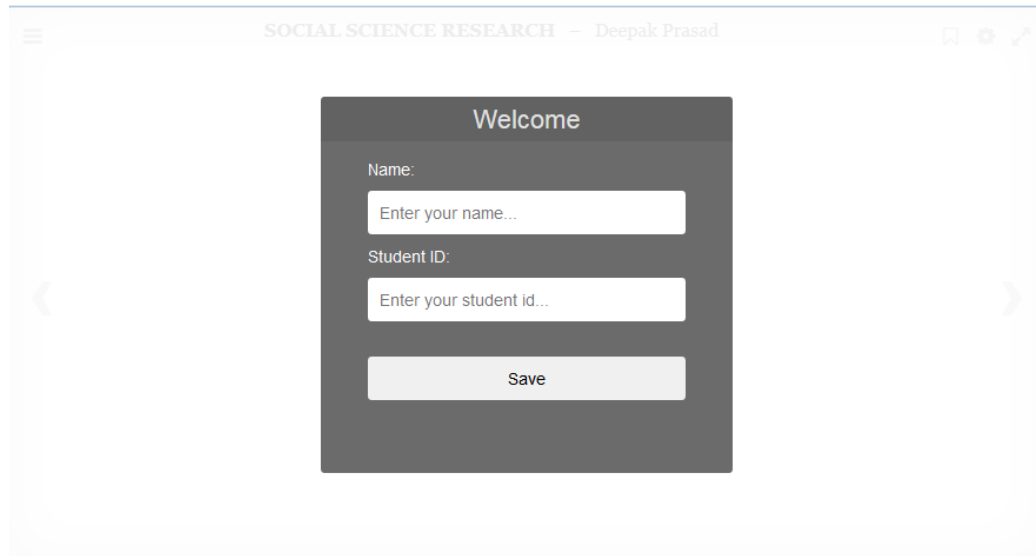 SOCIAL SCIENCE RESEARCH – Deepak Prasad
Welcome
Name:
Enter your name...
Student ID:
Enter your student id...
Save